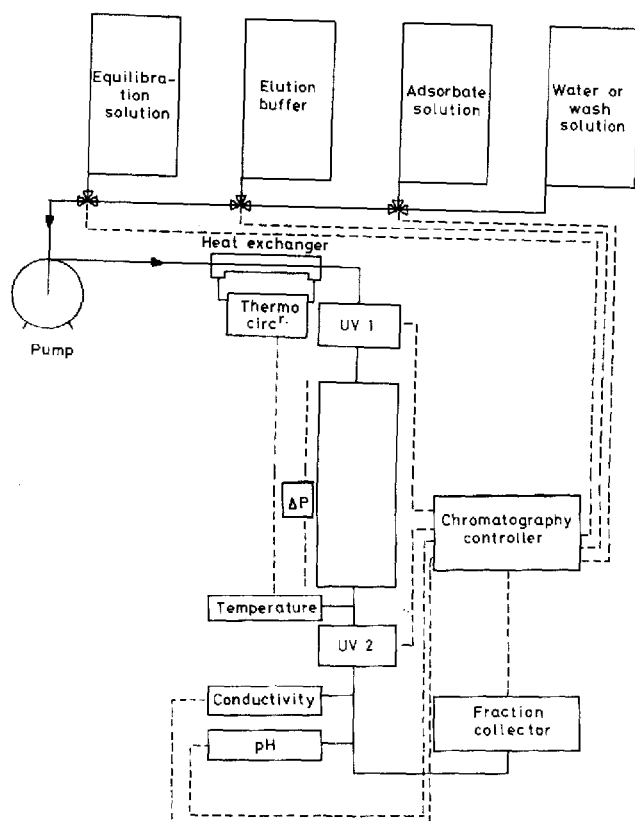 Equilibra-
tion
solution
Elution
buffer
Adsorbate
solution
Water or
wash
solution
Heat exchanger
Thermo
circr.
UV 1
Pump
ΔP
Chromatography
controller
Temperature
UV 2
Conductivity
pH
Fraction
collector